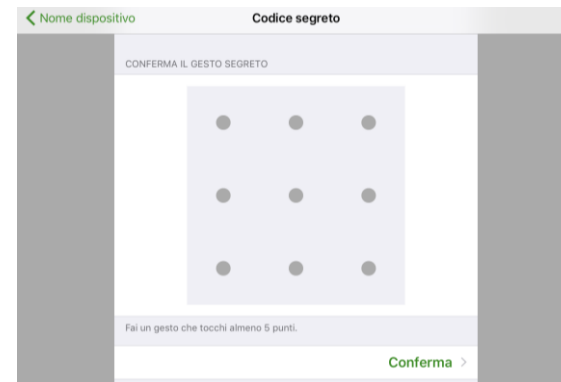 Nome dispositivo
Codice segreto
CONFERMA IL GESTO SEGRETO
Fai un gesto che tocchi almeno 5 punti.
Conferma